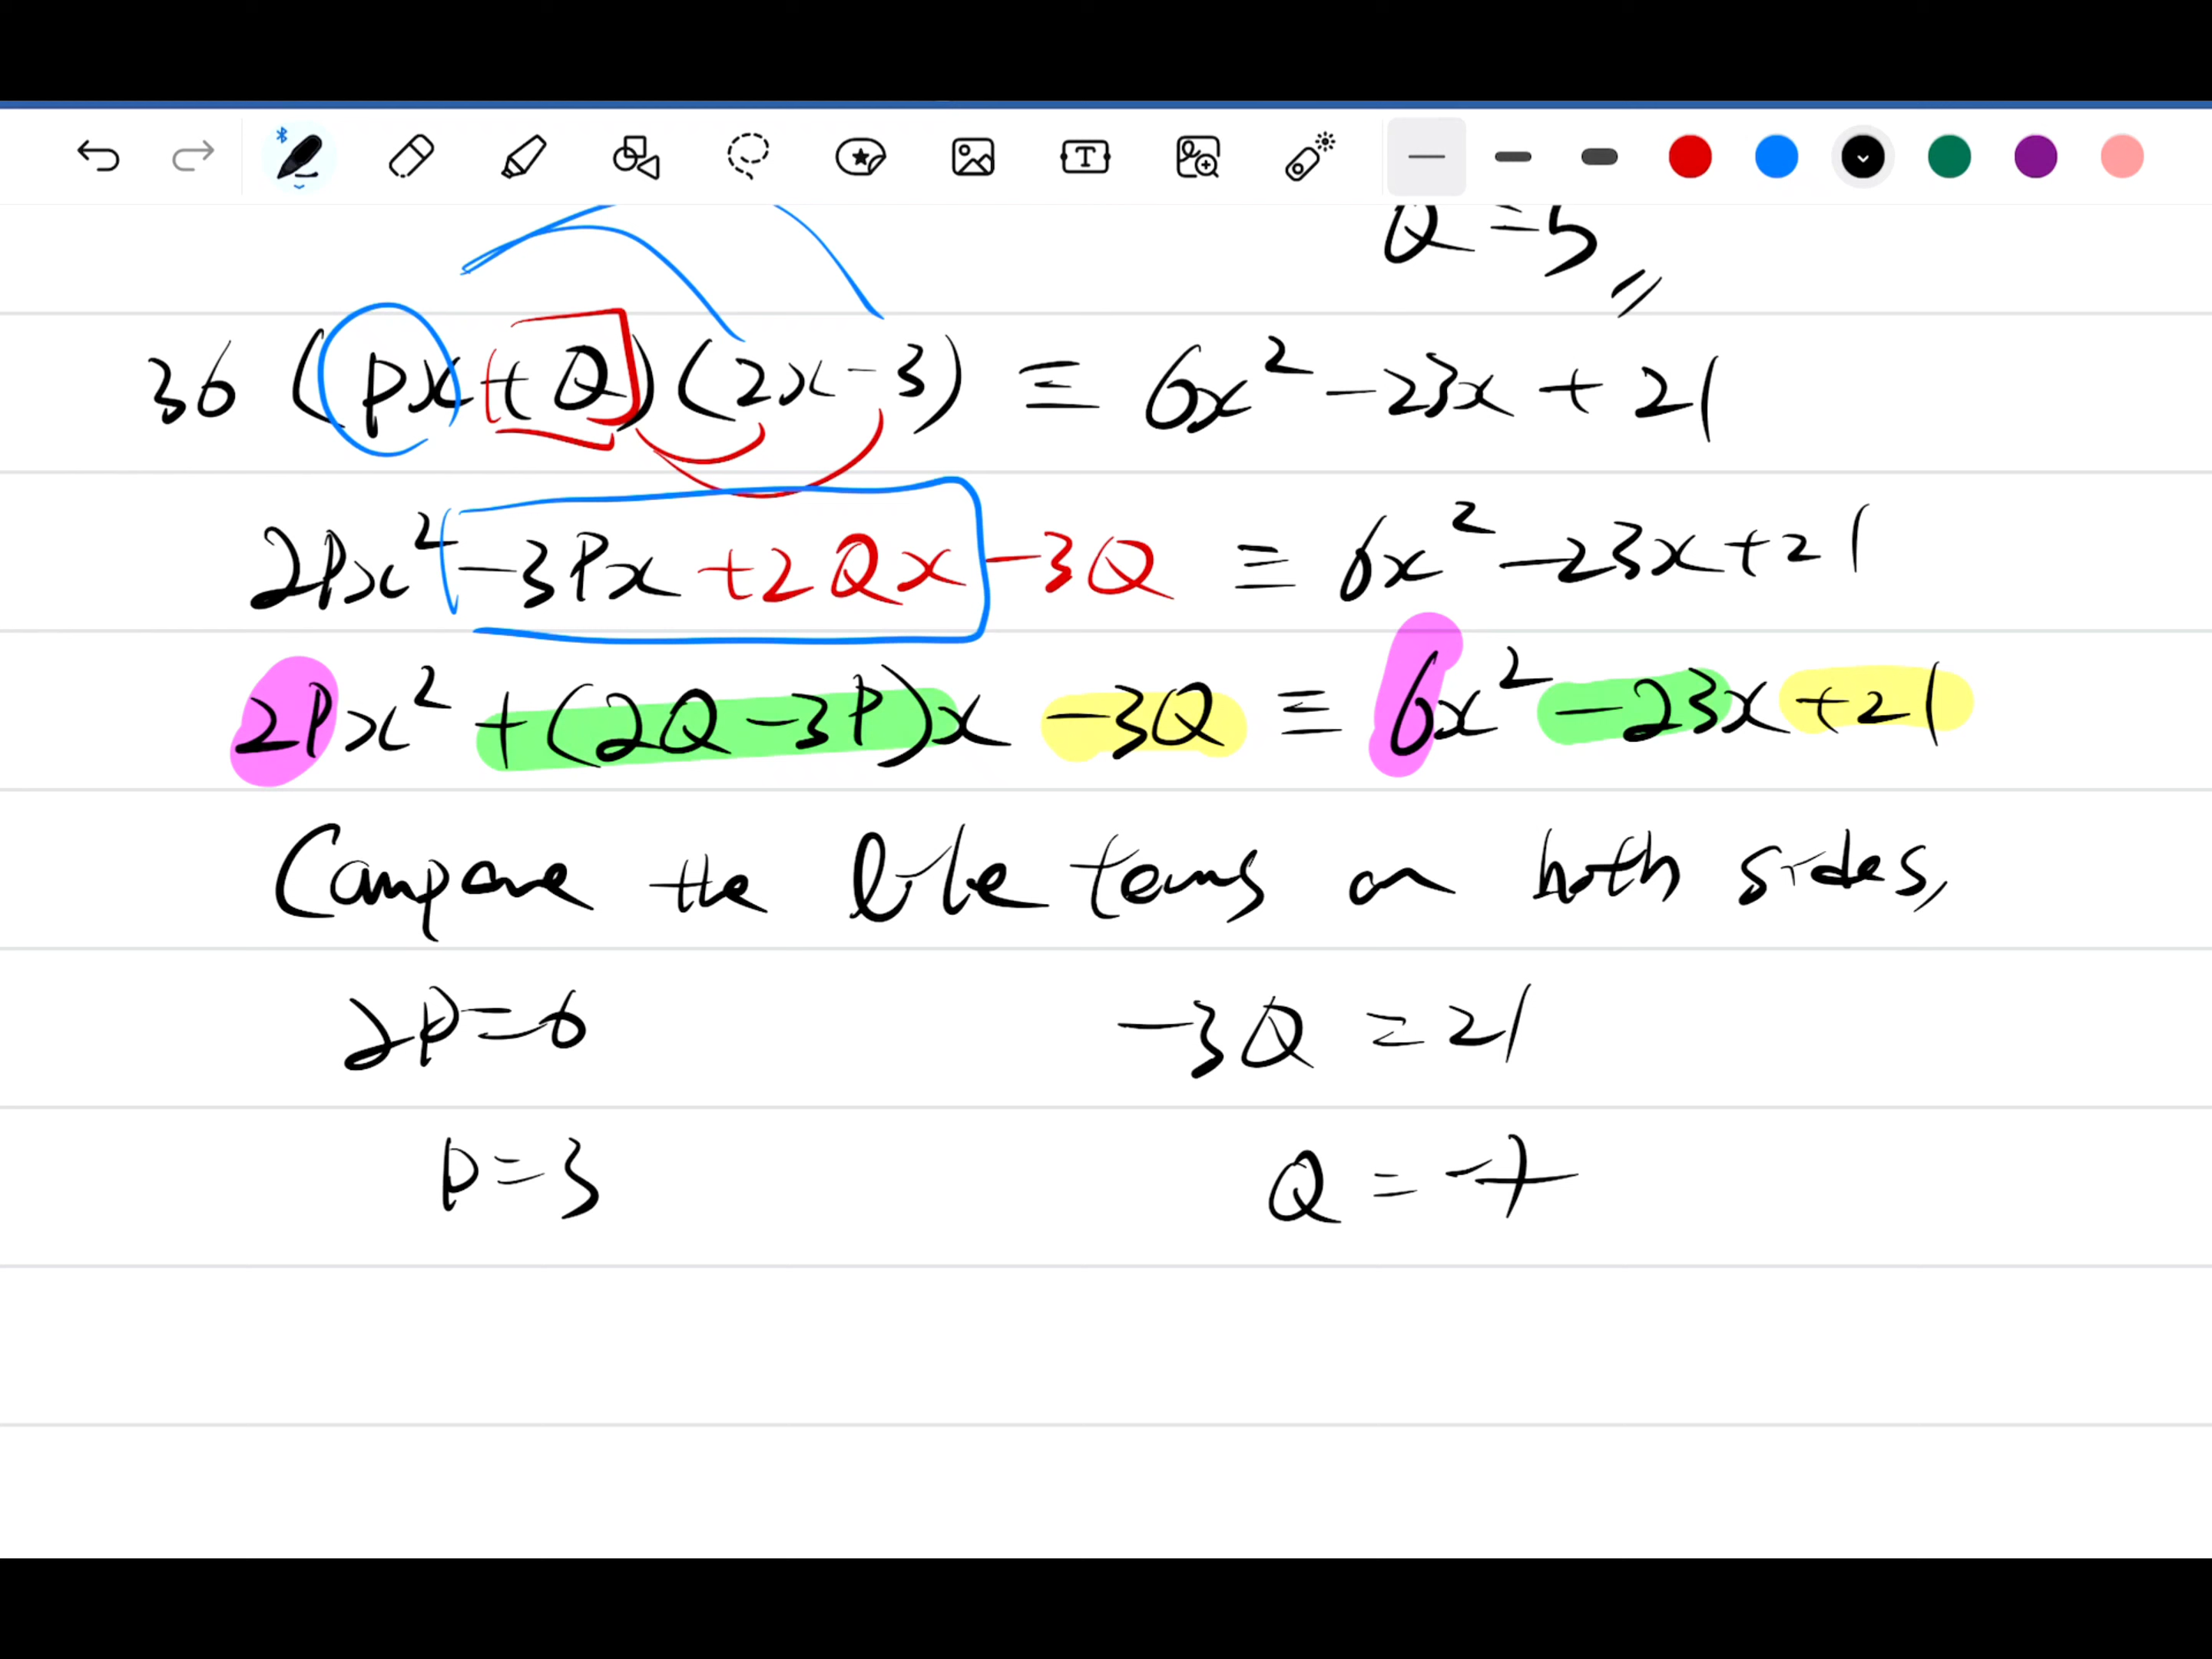 Q = 5 //
36 (Px + Q)(2x - 3) ≡ 6x² - 23x + 21
2Px² - 3Px + 2Qx - 3Q ≡ 6x² - 23x + 21
2Px² + (2Q - 3P)x - 3Q ≡ 6x² - 23x + 21
Compare the like terms on both sides,
2P = 6 -3Q = 21
P = 3 Q = -7